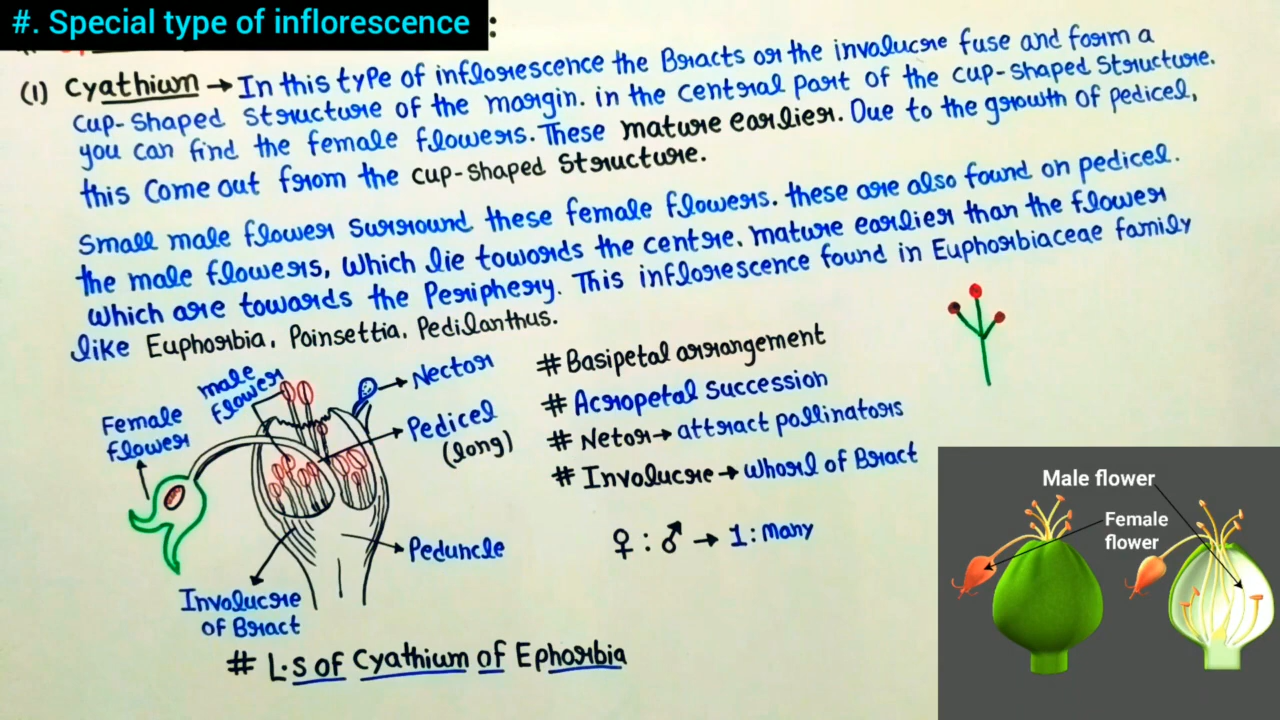 #. Special type of inflorescence :
(1) Cyathium → In this type of inflorescence the Bracts or the involucre fuse and form a
cup-shaped structure of the margin. in the central part of the cup-shaped structure.
you can find the female flowers. These mature earlier. Due to the growth of pedicel,
this come out from the cup-shaped structure.
Small male flower surround these female flowers. these are also found on pedicel.
the male flowers, which lie towords the centre. mature earlier than the flower
which are towards the Periphery. This inflorescence found in Euphorbiaceae family
like Euphorbia, Poinsettia, Pedilanthus.
male
flower
Nector
Female
flower
Pedicel
(long)
Peduncle
Involucre
of Bract
# L.S of Cyathium of Ephorbia
# Basipetal arrangement
# Acropetal succession
# Netor → attract pollinators
# Involucre → whorl of Bract
♀ : ♂ → 1 : Many
Male flower
Female
flower